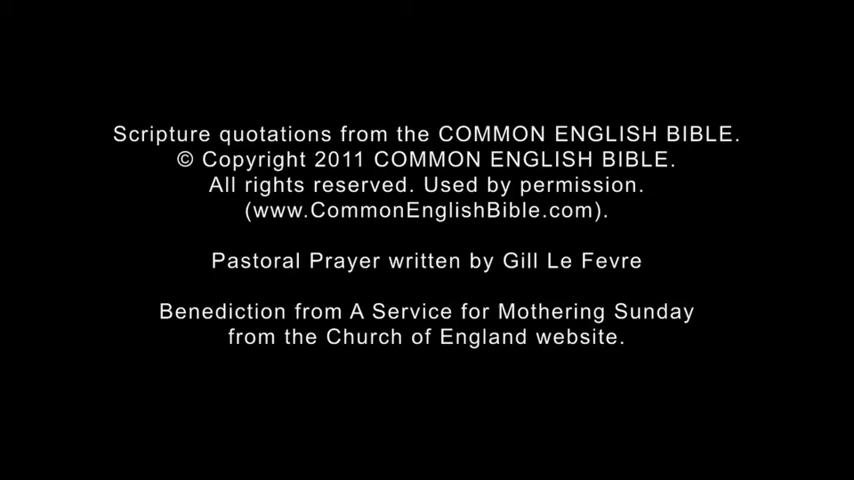 Scripture quotations from the COMMON ENGLISH BIBLE.
© Copyright 2011 COMMON ENGLISH BIBLE.
All rights reserved. Used by permission.
(www.CommonEnglishBible.com).
Pastoral Prayer written by Gill Le Fevre
Benediction from A Service for Mothering Sunday
from the Church of England website.